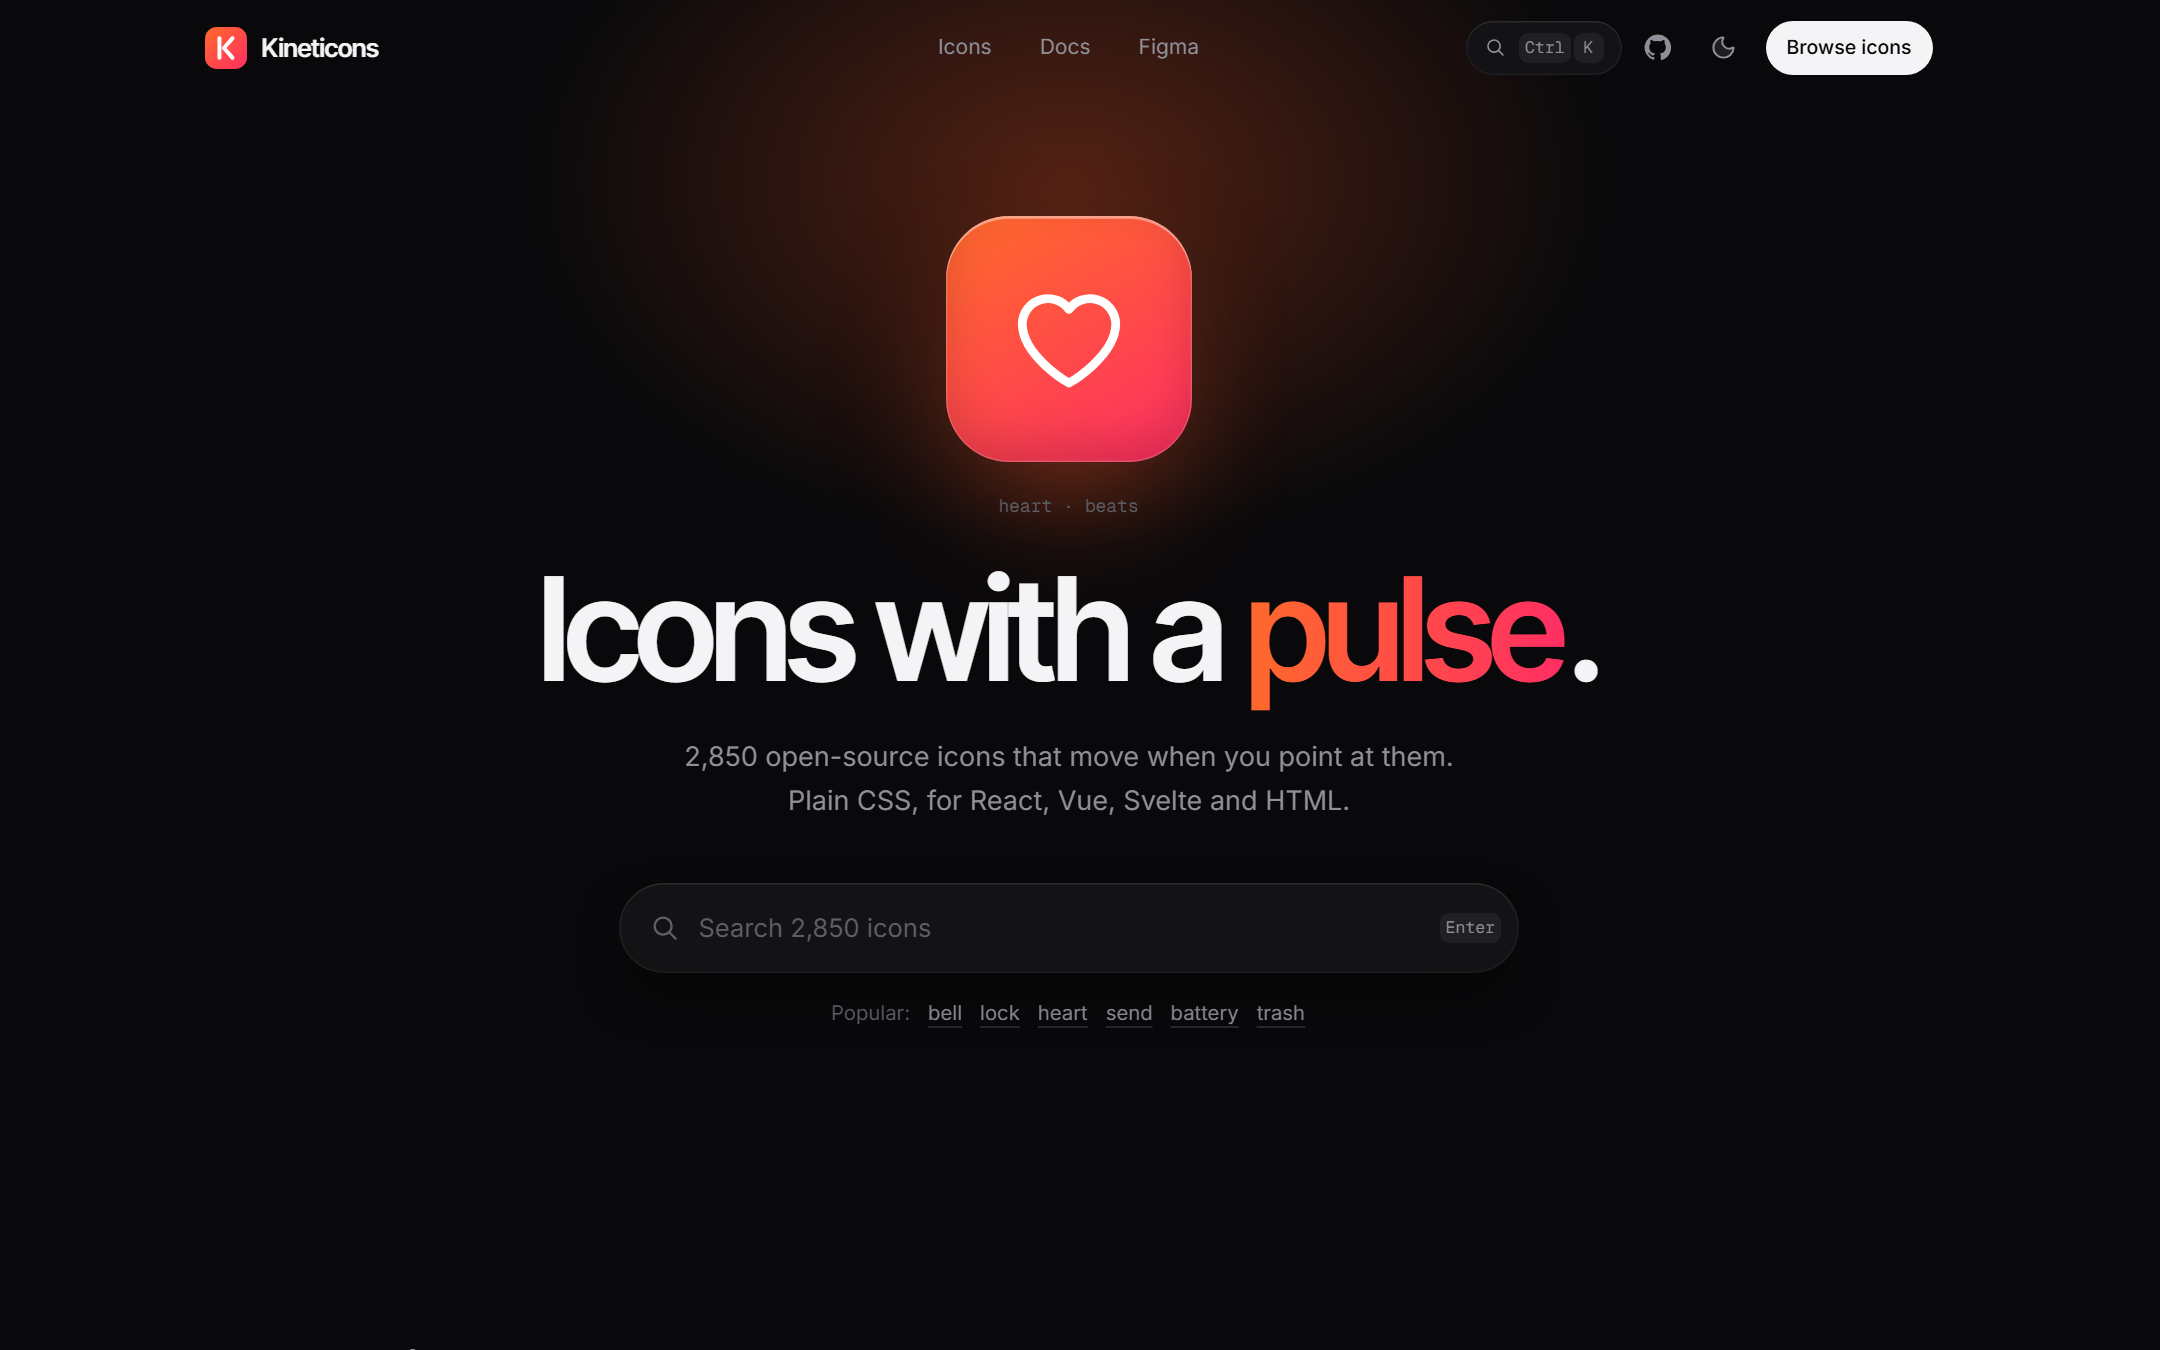 Kineticons
Icons Docs Figma
Ctrl K
Browse icons
heart · beats
Icons with a pulse.
2,850 open-source icons that move when you point at them.
Plain CSS, for React, Vue, Svelte and HTML.
Search 2,850 icons
Enter
Popular: bell lock heart send battery trash